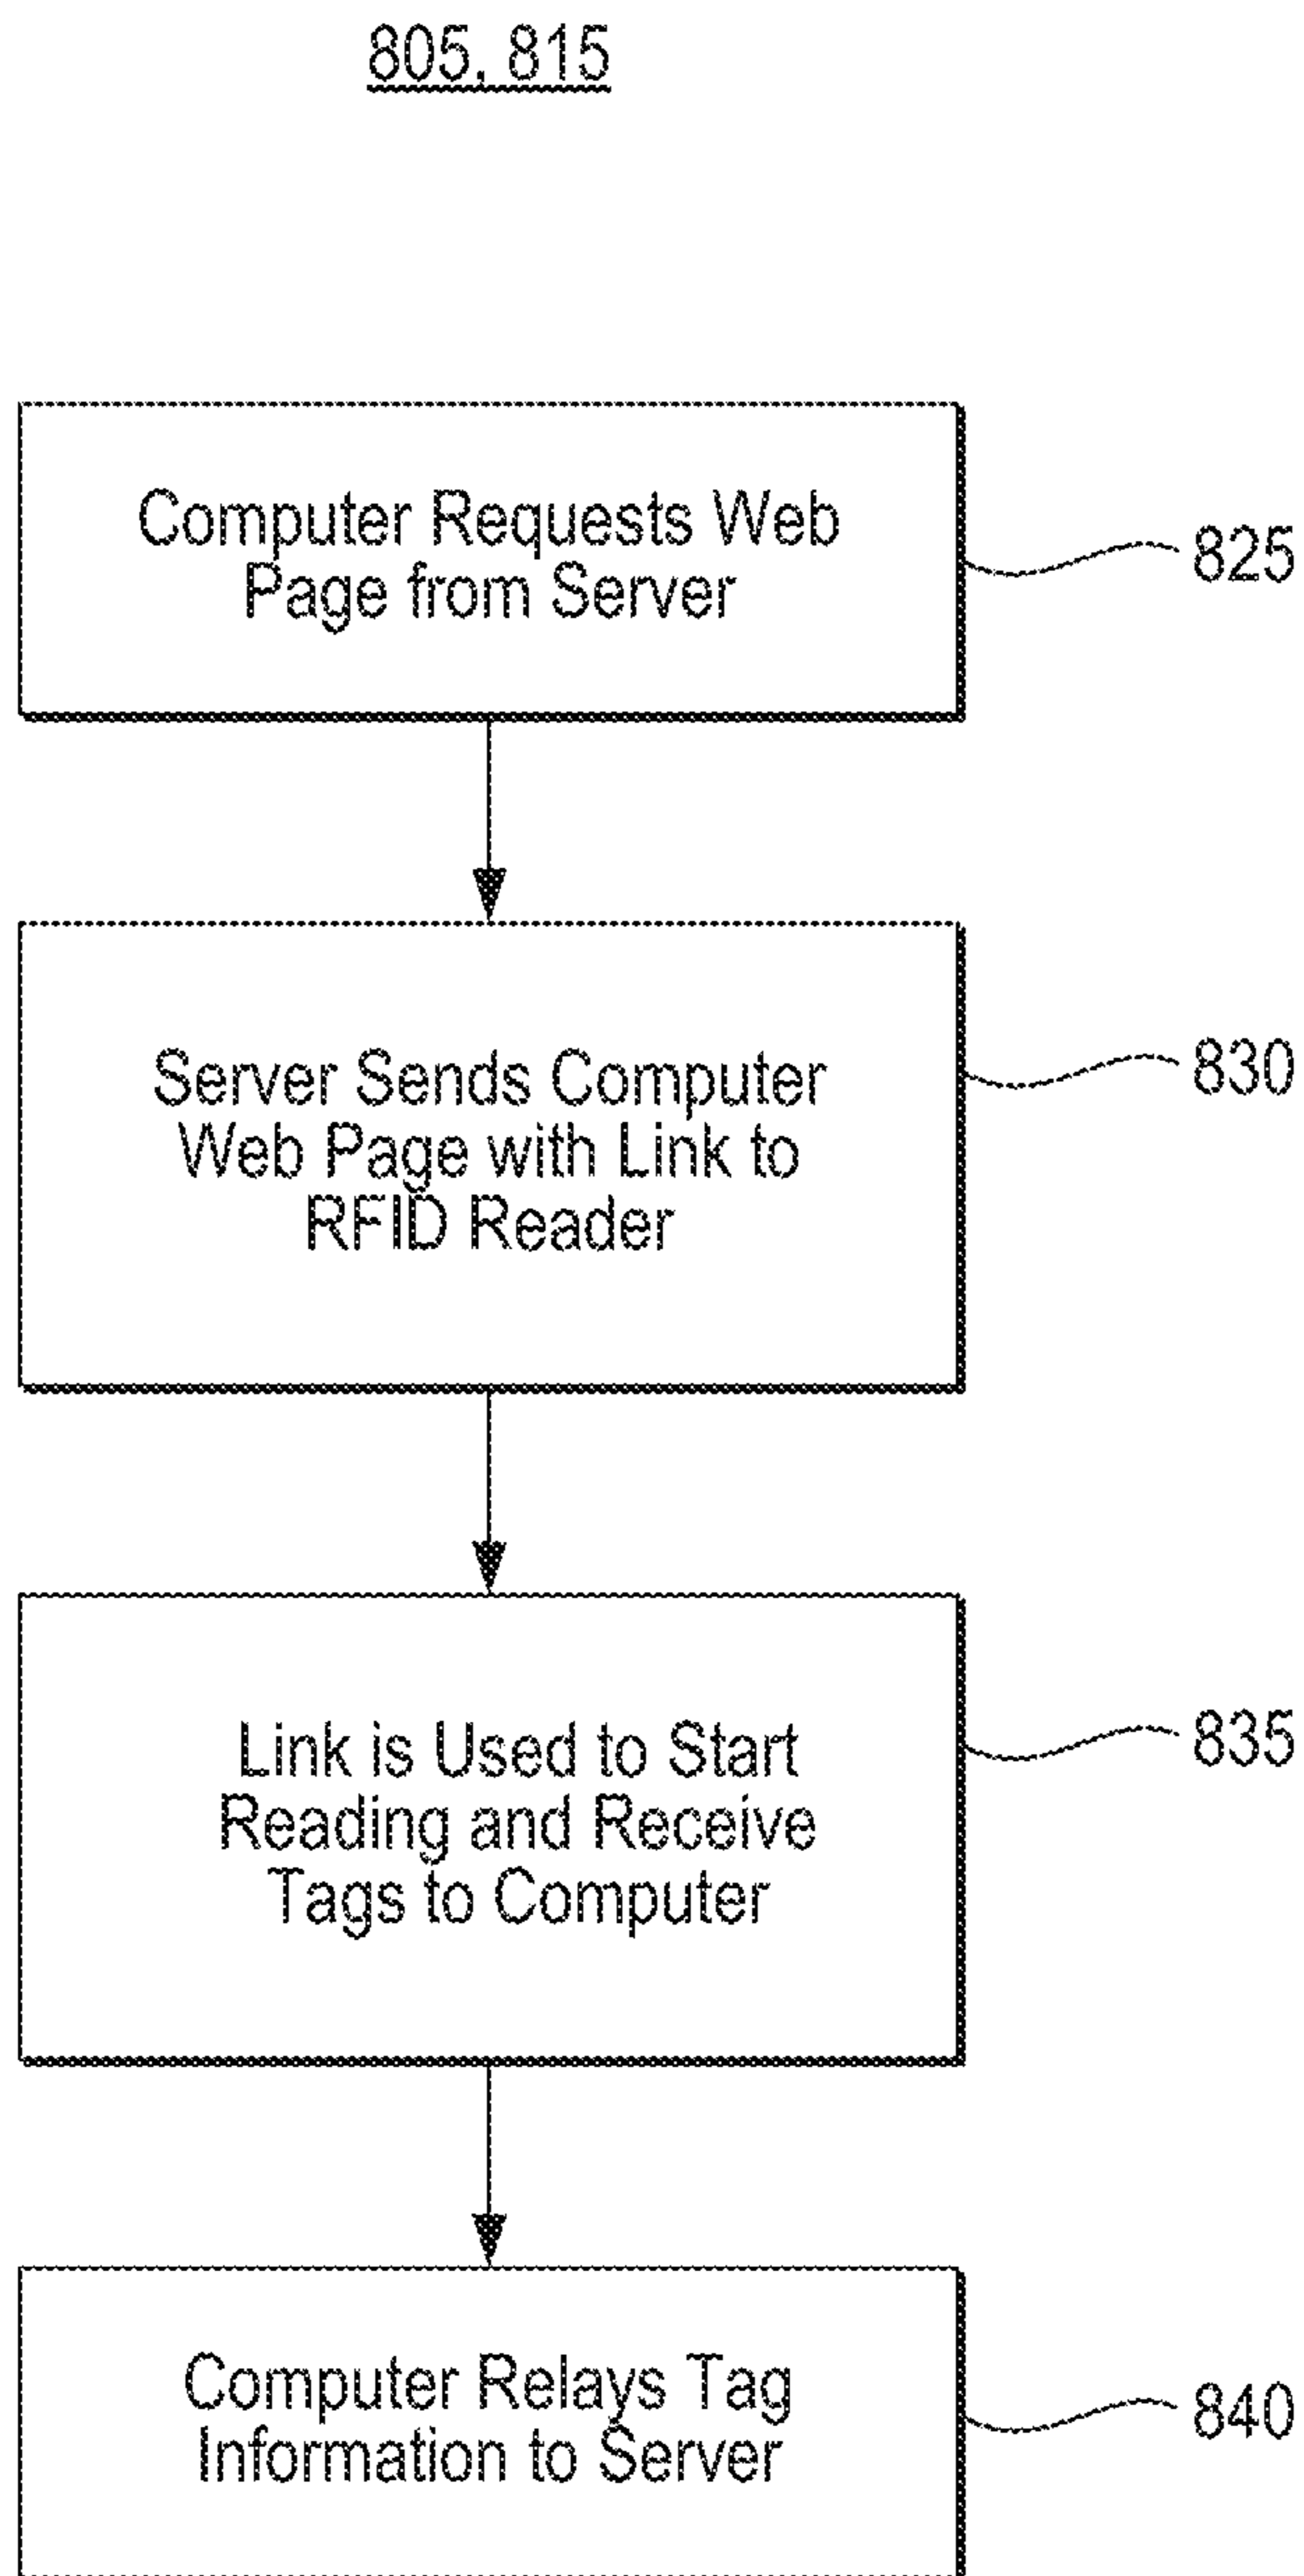 805, 815
Computer Requests Web
Page from Server
825
Server Sends Computer
Web Page with Link to
RFID Reader
830
Link is Used to Start
Reading and Receive
Tags to Computer
835
Computer Relays Tag
Information to Server
840